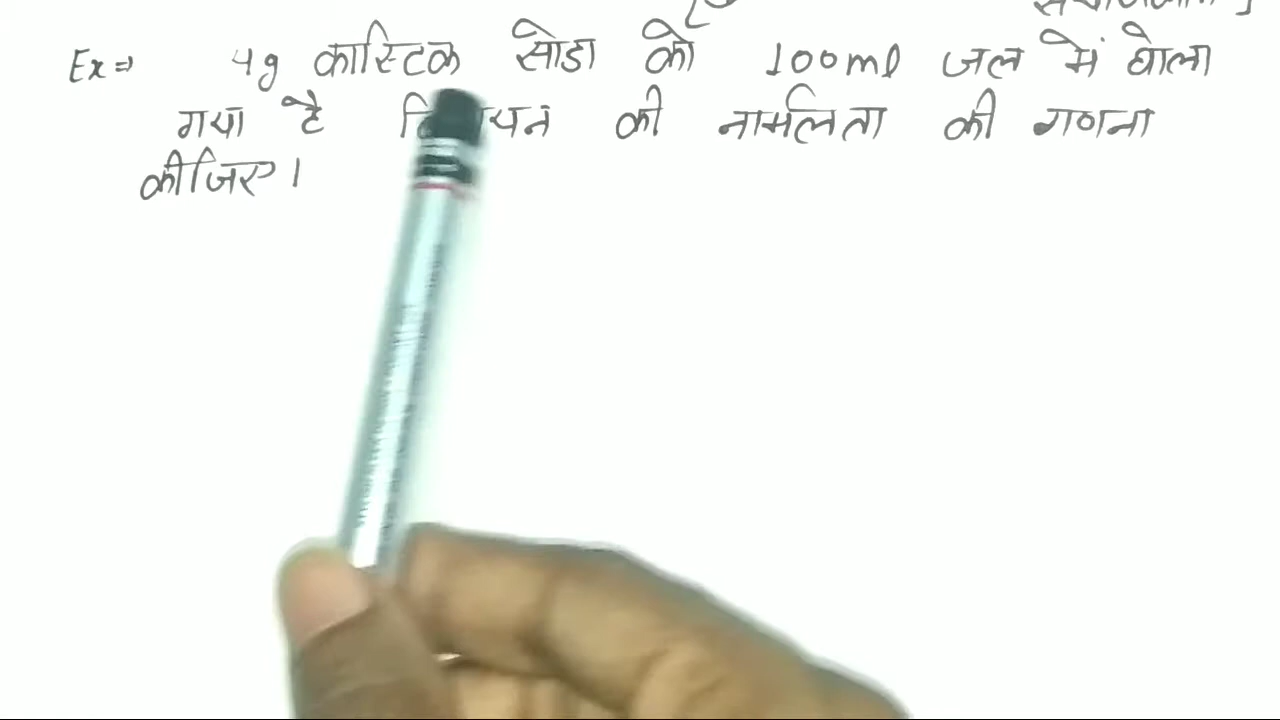 Ex⇒ 4g कास्टिक सोडा को 100ml जल में घोला
गया है की नार्मलता की गणना
कीजिए।